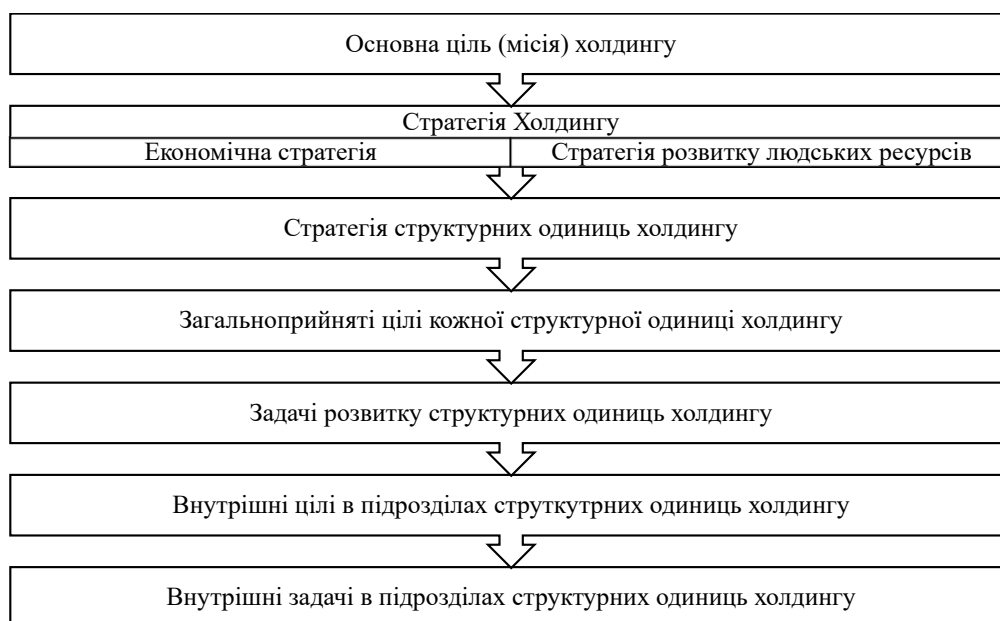 Основна ціль (місія) холдингу
Стратегія Холдингу
Економічна стратегія
Стратегія розвитку людських ресурсів
Стратегія структурних одиниць холдингу
Загальноприйняті цілі кожної структурної одиниці холдингу
Задачі розвитку структурних одиниць холдингу
Внутрішні цілі в підрозділах струткутрних одиниць холдингу
Внутрішні задачі в підрозділах структурних одиниць холдингу